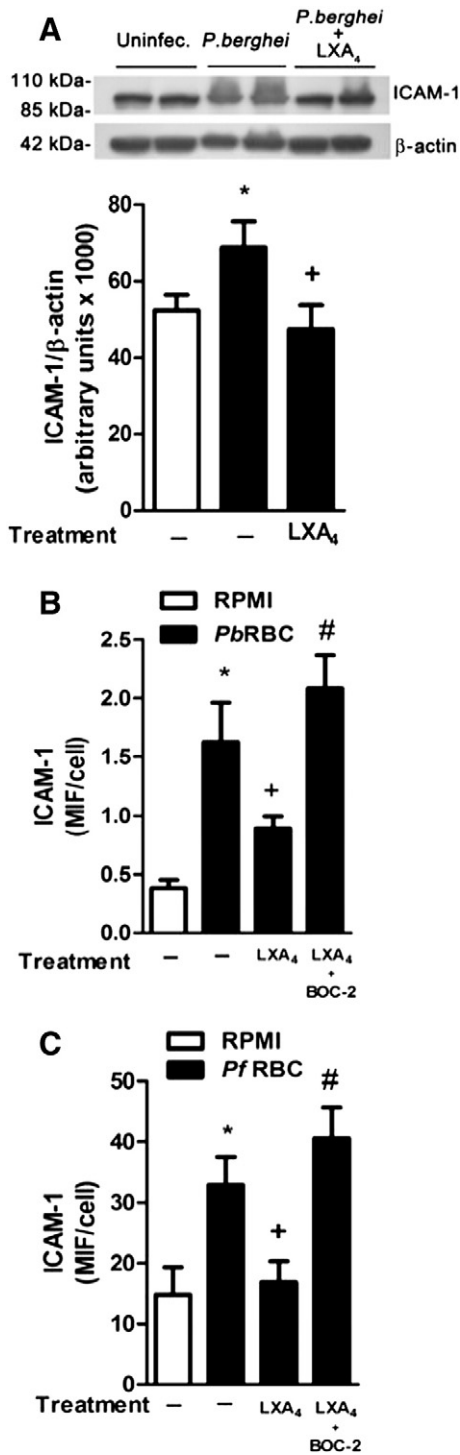 A
Uninfec. P.berghei P.berghei
+
LXA₄
110 kDa-
85 kDa-
ICAM-1
42 kDa-
β-actin
ICAM-1/β-actin
(arbitrary units x 1000)
80
60
40
20
0
*
+
Treatment – – LXA₄
B
RPMI
PbRBC
ICAM-1
(MIF/cell)
2.5
2.0
1.5
1.0
0.5
0.0
*
+
#
Treatment – – LXA₄ LXA₄
+
BOC-2
C
RPMI
Pf RBC
ICAM-1
(MIF/cell)
50
40
30
20
10
0
*
+
#
Treatment – – LXA₄ LXA₄
+
BOC-2